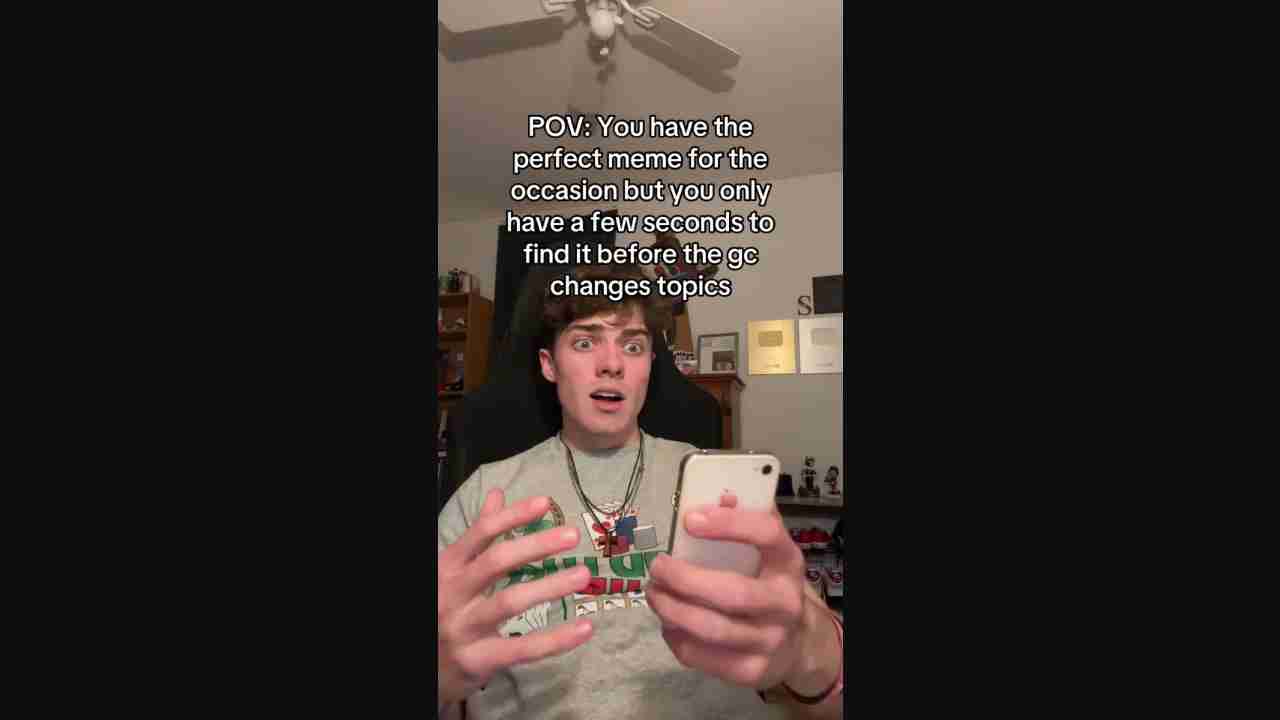 POV: You have the
perfect meme for the
occasion but you only
have a few seconds to
find it before the gc
changes topics
S